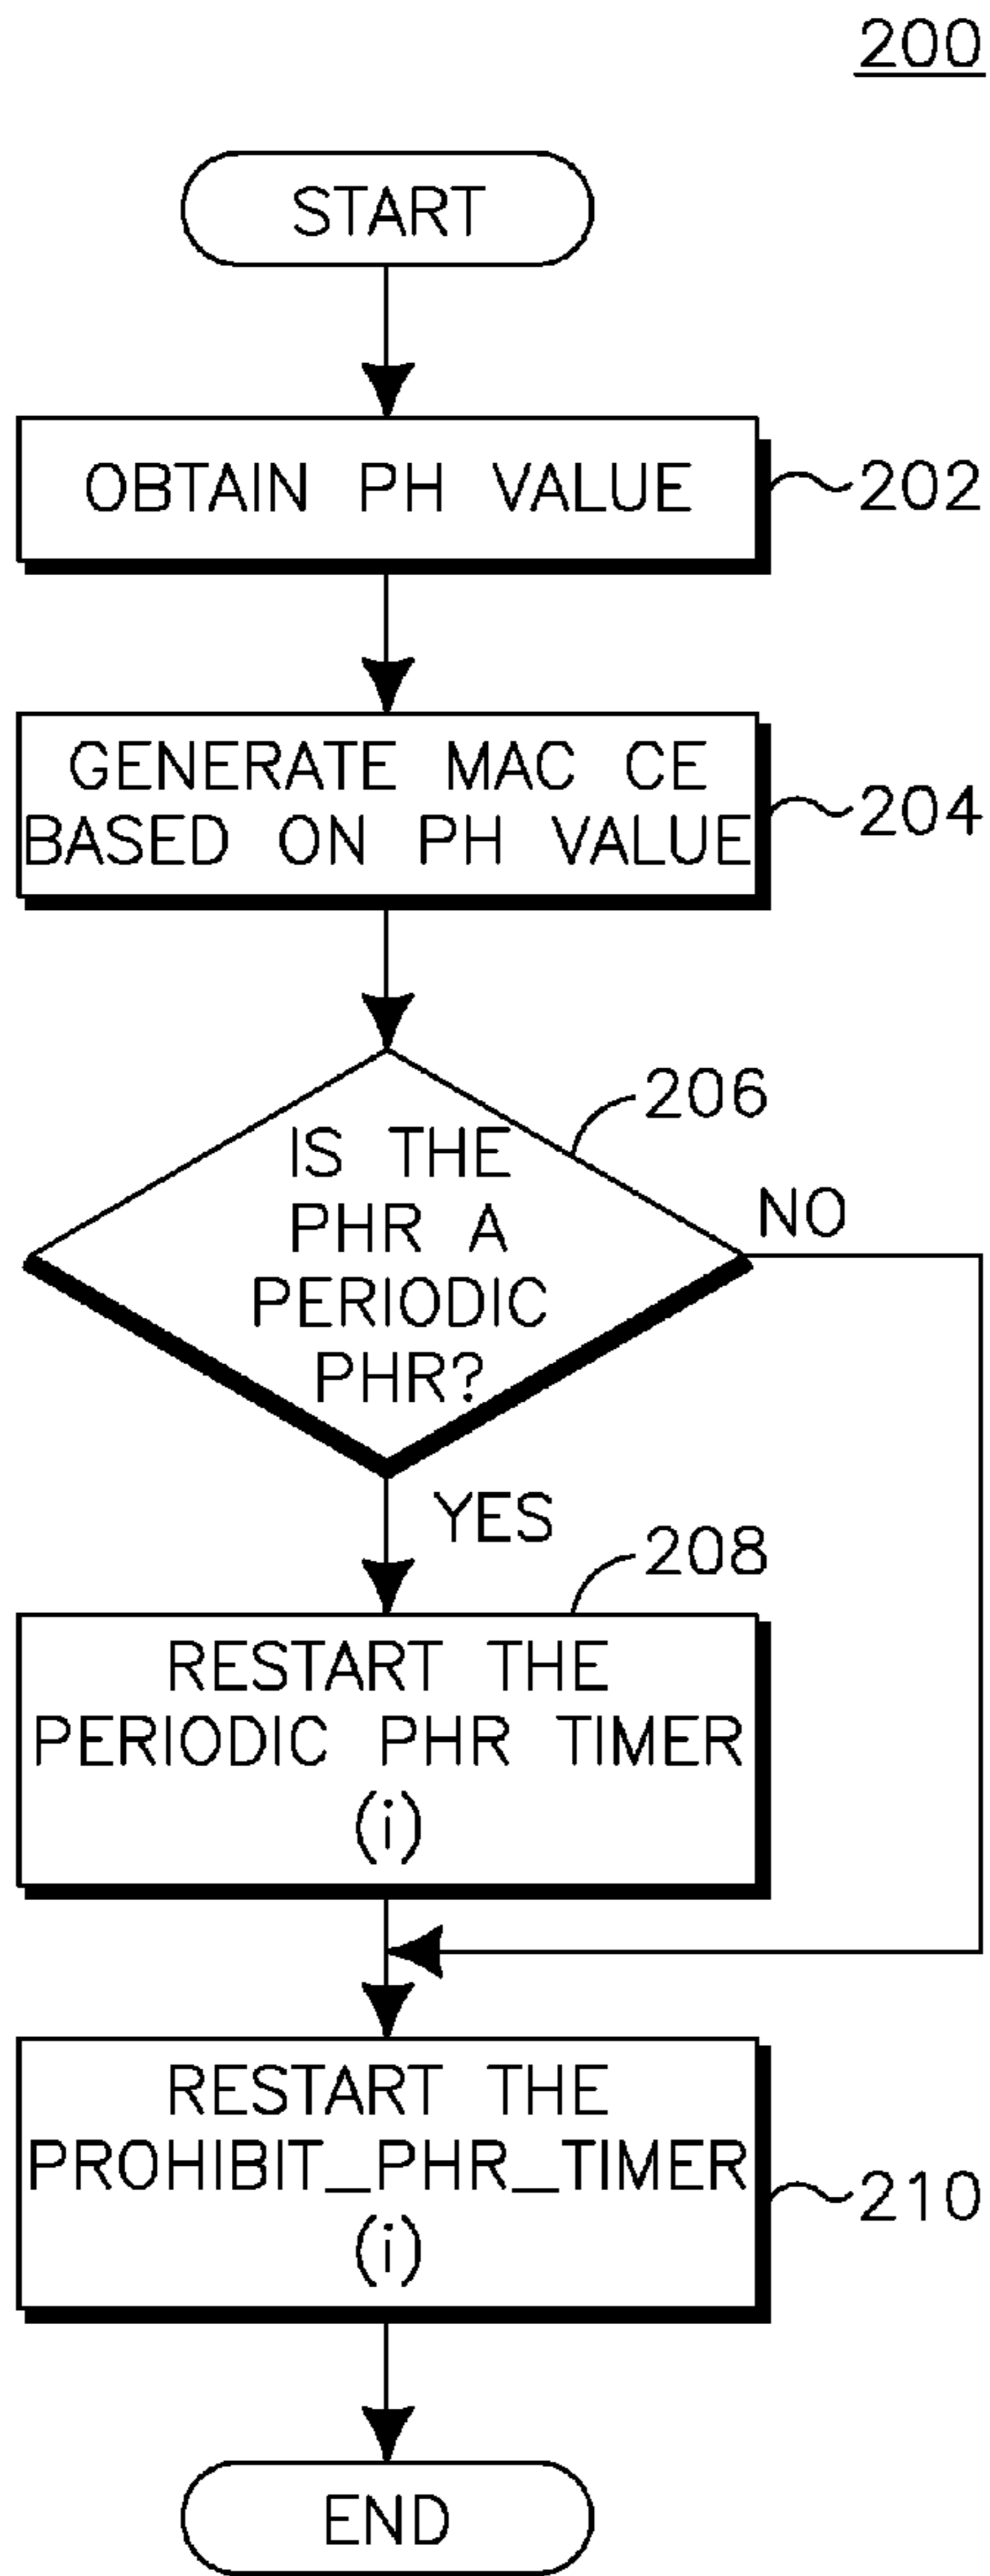 200
START
OBTAIN PH VALUE
202
GENERATE MAC CE
BASED ON PH VALUE
204
206
IS THE
PHR A
PERIODIC
PHR?
NO
YES
208
RESTART THE
PERIODIC PHR TIMER
(i)
RESTART THE
PROHIBIT_PHR_TIMER
(i)
210
END